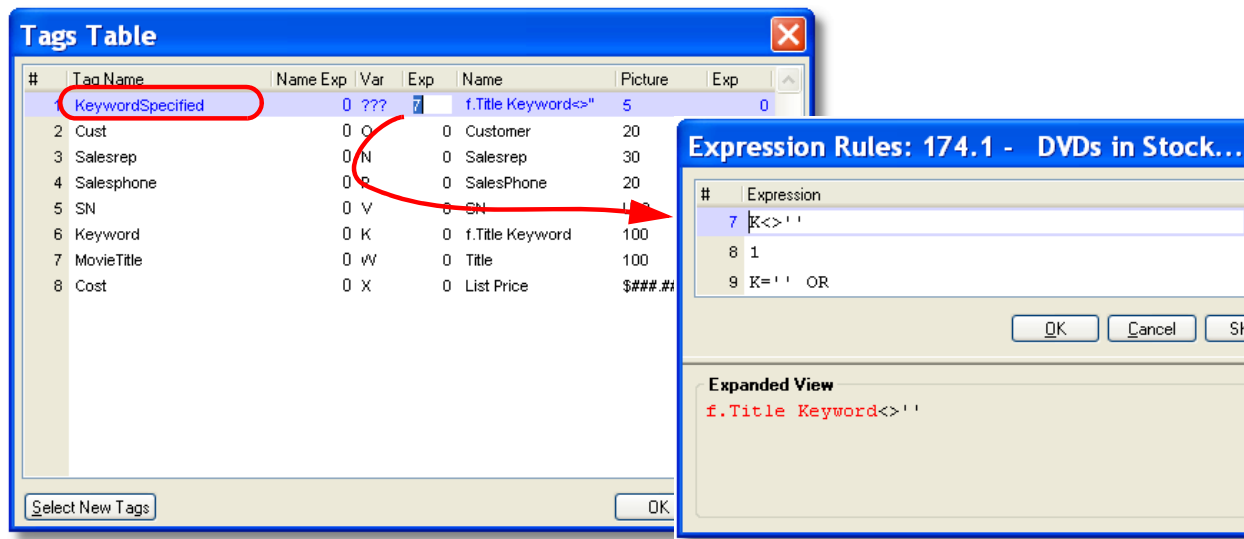 Tags Table
# Tag Name Name Exp Var Exp Name Picture Exp
1 KeywordSpecified 0 ??? 7 f.Title Keyword<>'' 5 0
2 Cust 0 Q 0 Customer 20
3 Salesrep 0 N 0 Salesrep 30
4 Salesphone 0 P 0 SalesPhone 20
5 SN 0 V 0 SN
6 Keyword 0 K 0 f.Title Keyword 100
7 MovieTitle 0 W 0 Title 100
8 Cost 0 X 0 List Price $###.##
Select New Tags OK
Expression Rules: 174.1 - DVDs in Stock...
# Expression
7 K<>''
8 1
9 K='' OR
OK Cancel Sh
Expanded View
f.Title Keyword<>''